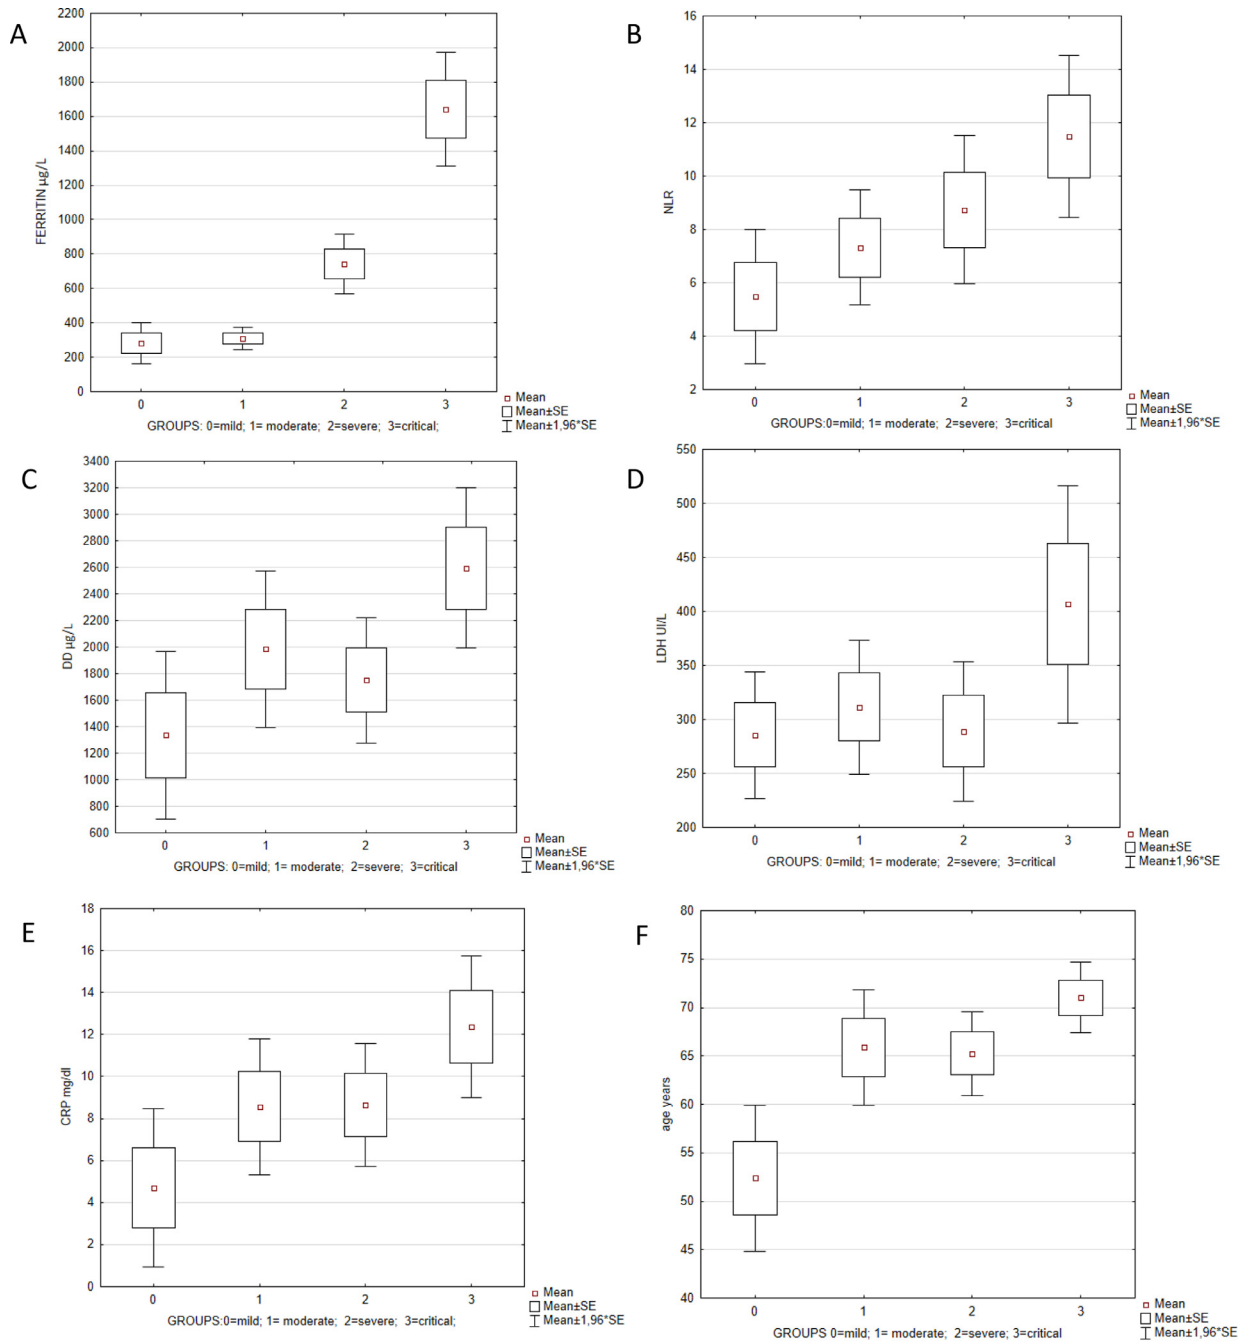 A
2200
2000
1800
1600
1400
1200
1000
800
600
400
200
0
FERRITIN µg/L
0 1 2 3
GROUPS: 0=mild; 1= moderate; 2=severe; 3=critical;
Mean
Mean±SE
Mean±1,96*SE
B
16
14
12
10
8
6
4
2
NLR
0 1 2 3
GROUPS:0=mild; 1= moderate; 2=severe; 3=critical
Mean
Mean±SE
Mean±1,96*SE
C
3400
3200
3000
2800
2600
2400
2200
2000
1800
1600
1400
1200
1000
800
600
DD µg/L
0 1 2 3
GROUPS: 0=mild; 1= moderate; 2=severe; 3=critical
Mean
Mean±SE
Mean±1,96*SE
D
550
500
450
400
350
300
250
200
LDH UI/L
0 1 2 3
GROUPS: 0=mild; 1= moderate; 2=severe; 3=critical
Mean
Mean±SE
Mean±1,96*SE
E
18
16
14
12
10
8
6
4
2
0
CRP mg/dl
0 1 2 3
GROUPS:0=mild; 1= moderate; 2=severe; 3=critical;
Mean
Mean±SE
Mean±1,96*SE
F
80
75
70
65
60
55
50
45
40
age years
0 1 2 3
GROUPS 0=mild; 1= moderate; 2=severe; 3=critical
Mean
Mean±SE
Mean±1,96*SE